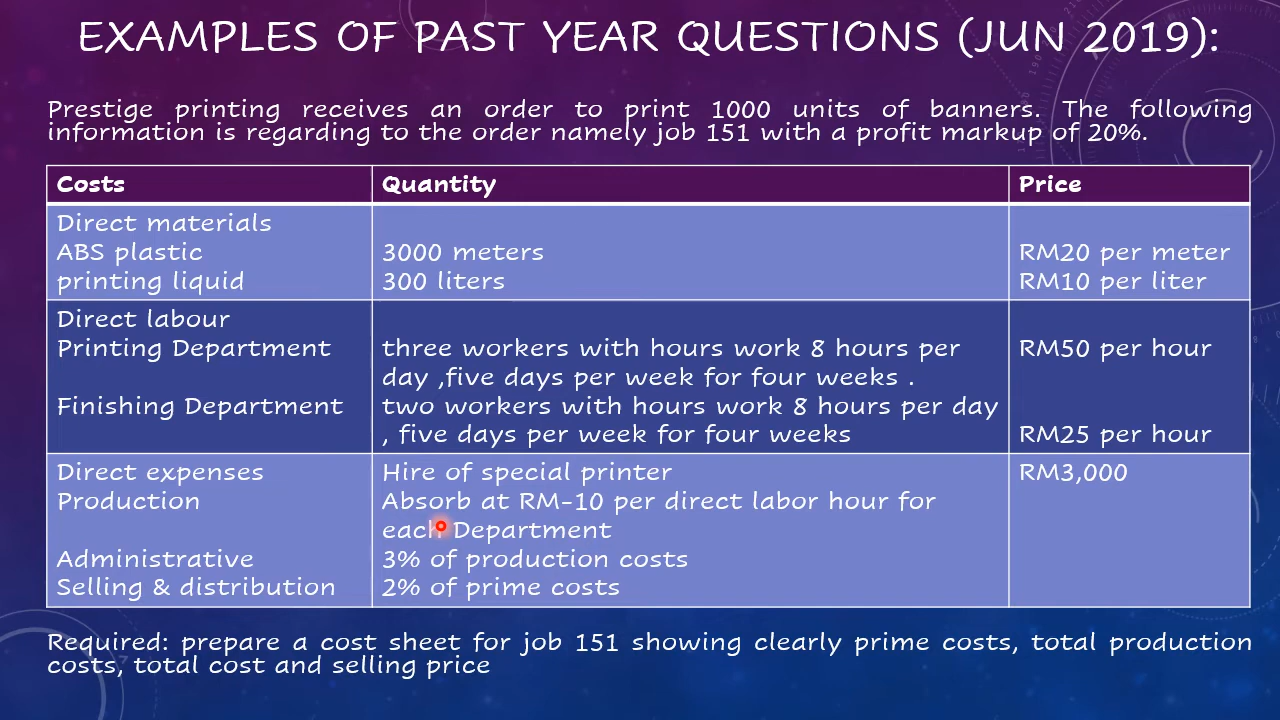 EXAMPLES OF PAST YEAR QUESTIONS (JUN 2019):
Prestige printing receives an order to print 1000 units of banners. The following
information is regarding to the order namely job 151 with a profit markup of 20%.
Costs Quantity Price
Direct materials
ABS plastic 3000 meters RM20 per meter
printing liquid 300 liters RM10 per liter
Direct labour
Printing Department three workers with hours work 8 hours per RM50 per hour
day ,five days per week for four weeks .
Finishing Department two workers with hours work 8 hours per day
, five days per week for four weeks RM25 per hour
Direct expenses Hire of special printer RM3,000
Production Absorb at RM-10 per direct labor hour for
each Department
Administrative 3% of production costs
Selling & distribution 2% of prime costs
Required: prepare a cost sheet for job 151 showing clearly prime costs, total production
costs, total cost and selling price